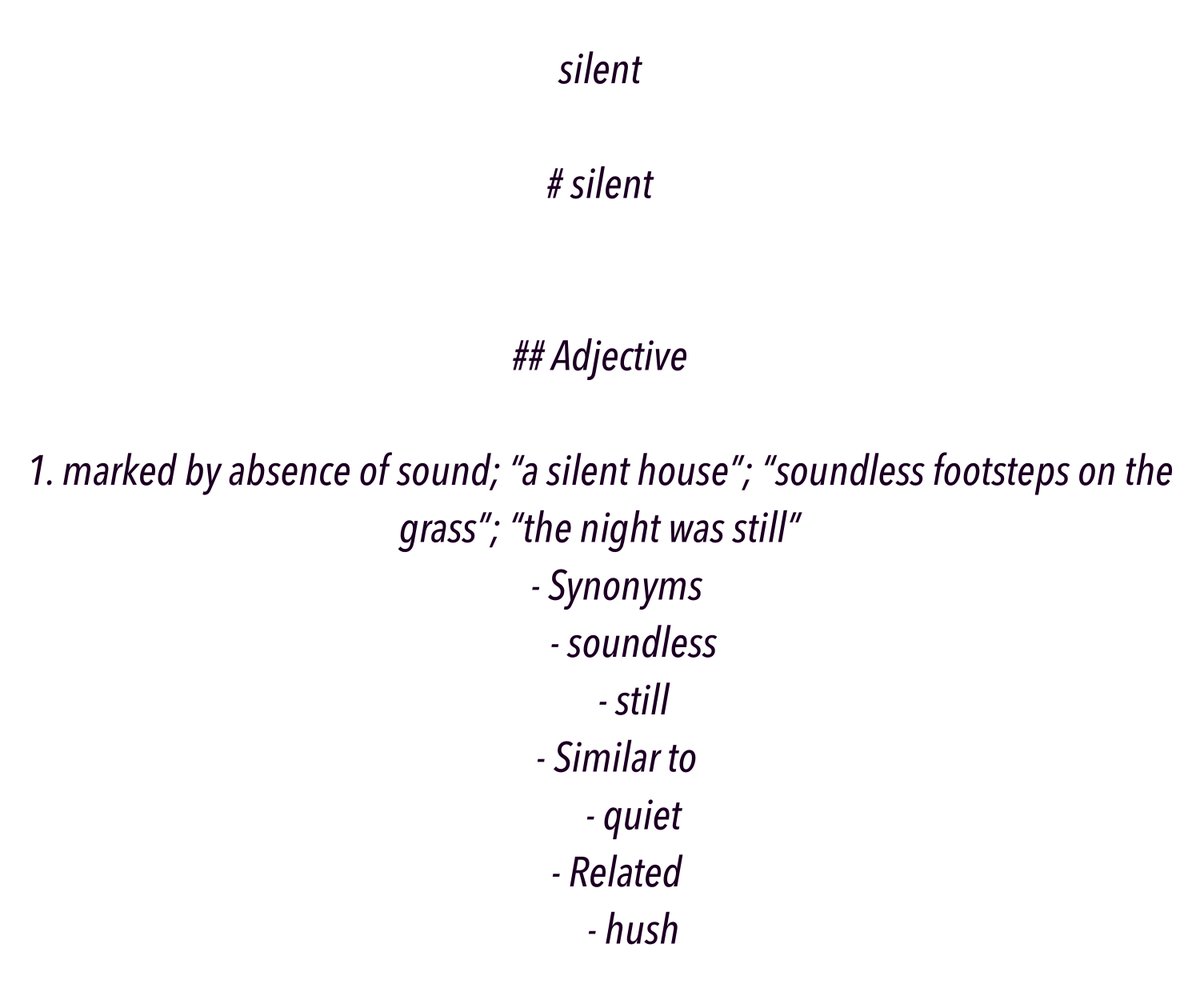 silent
# silent
## Adjective
1. marked by absence of sound; “a silent house”; “soundless footsteps on the
grass”; “the night was still”
- Synonyms
- soundless
- still
- Similar to
- quiet
- Related
- hush